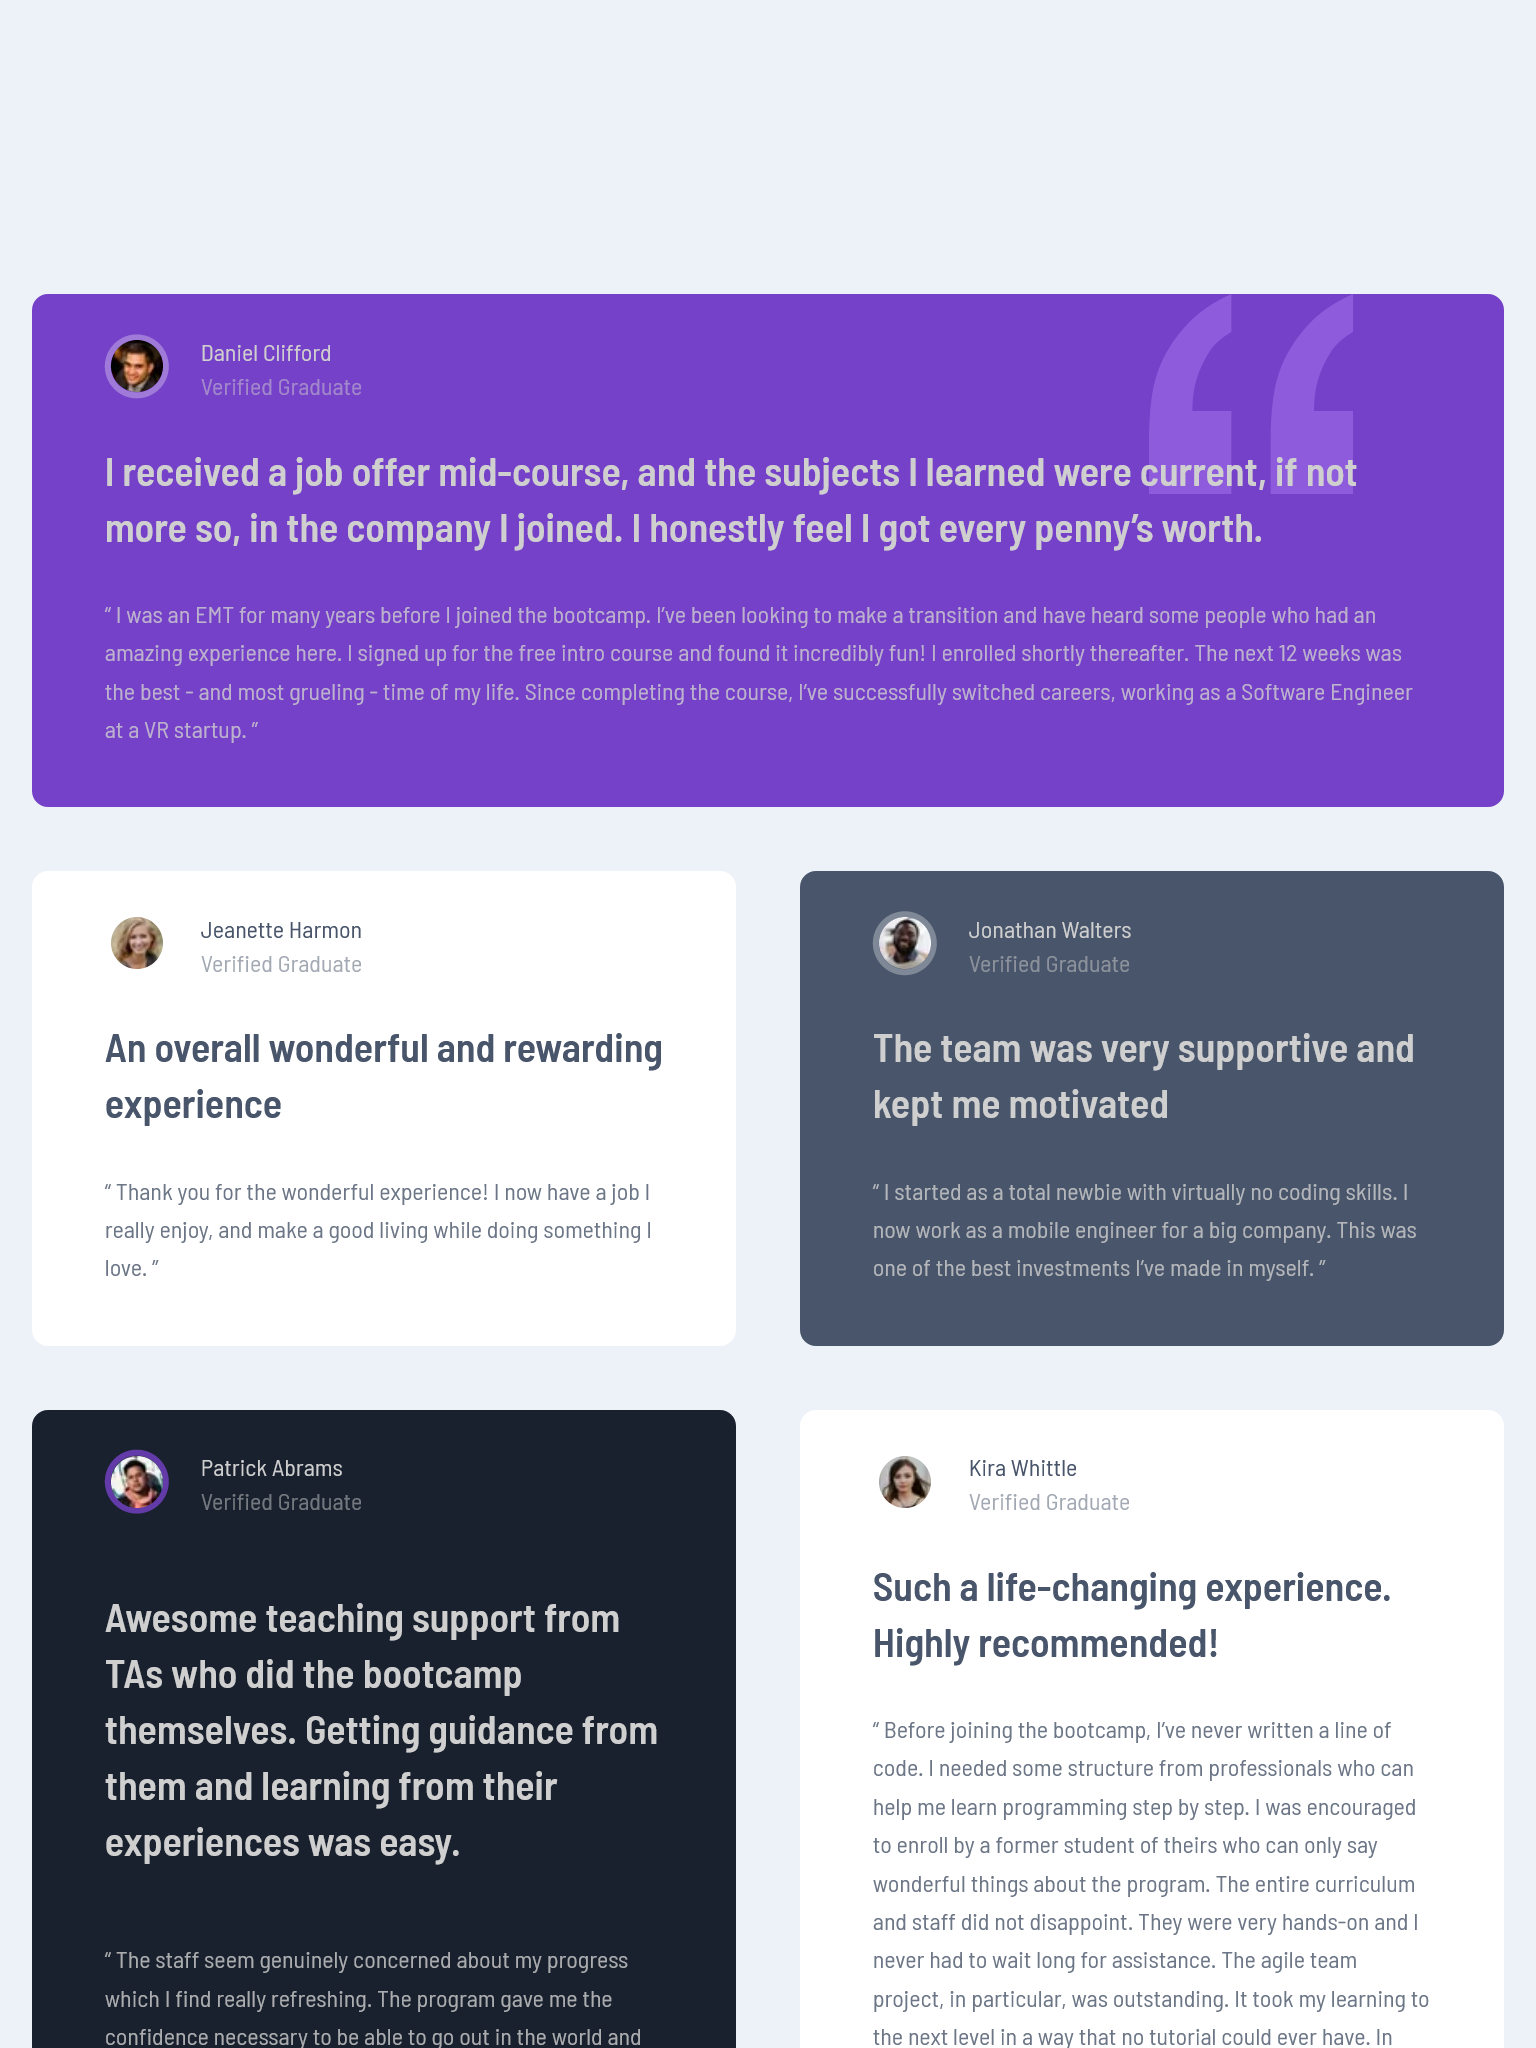 Daniel Clifford
Verified Graduate
I received a job offer mid-course, and the subjects I learned were current, if not
more so, in the company I joined. I honestly feel I got every penny’s worth.
“ I was an EMT for many years before I joined the bootcamp. I’ve been looking to make a transition and have heard some people who had an
amazing experience here. I signed up for the free intro course and found it incredibly fun! I enrolled shortly thereafter. The next 12 weeks was
the best - and most grueling - time of my life. Since completing the course, I’ve successfully switched careers, working as a Software Engineer
at a VR startup. ”
Jeanette Harmon
Verified Graduate
An overall wonderful and rewarding
experience
“ Thank you for the wonderful experience! I now have a job I
really enjoy, and make a good living while doing something I
love. ”
Jonathan Walters
Verified Graduate
The team was very supportive and
kept me motivated
“ I started as a total newbie with virtually no coding skills. I
now work as a mobile engineer for a big company. This was
one of the best investments I’ve made in myself. ”
Patrick Abrams
Verified Graduate
Awesome teaching support from
TAs who did the bootcamp
themselves. Getting guidance from
them and learning from their
experiences was easy.
“ The staff seem genuinely concerned about my progress
which I find really refreshing. The program gave me the
confidence necessary to be able to go out in the world and
Kira Whittle
Verified Graduate
Such a life-changing experience.
Highly recommended!
“ Before joining the bootcamp, I’ve never written a line of
code. I needed some structure from professionals who can
help me learn programming step by step. I was encouraged
to enroll by a former student of theirs who can only say
wonderful things about the program. The entire curriculum
and staff did not disappoint. They were very hands-on and I
never had to wait long for assistance. The agile team
project, in particular, was outstanding. It took my learning to
the next level in a way that no tutorial could ever have. In